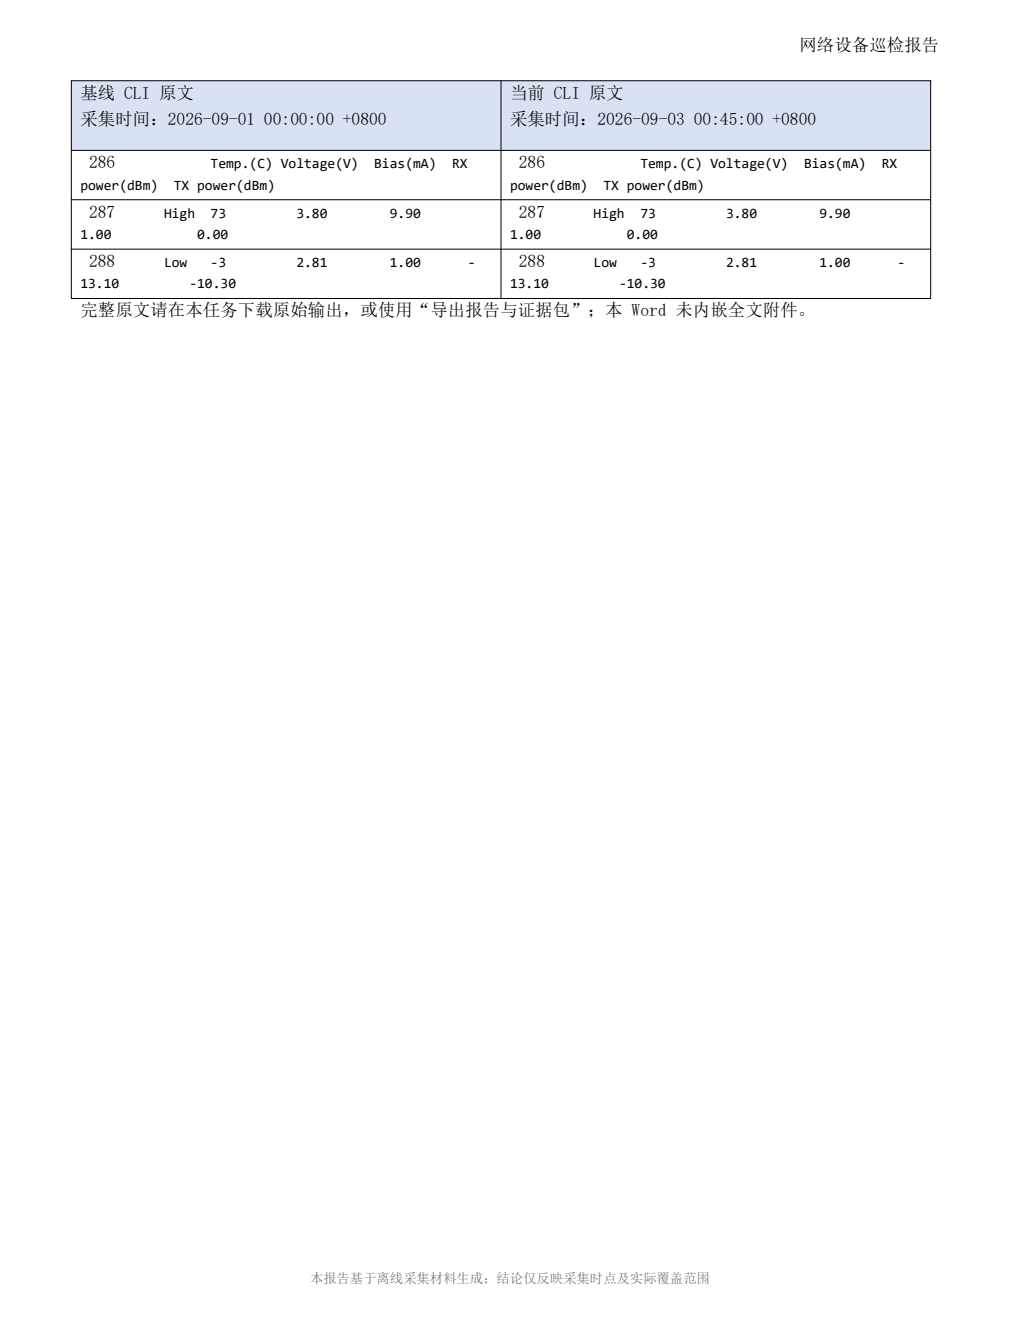 网络设备巡检报告
基线 CLI 原文
采集时间：2026-09-01 00:00:00 +0800
当前 CLI 原文
采集时间：2026-09-03 00:45:00 +0800
286 Temp.(C) Voltage(V) Bias(mA) RX
power(dBm) TX power(dBm)
286 Temp.(C) Voltage(V) Bias(mA) RX
power(dBm) TX power(dBm)
287 High 73 3.80 9.90
1.00 0.00
287 High 73 3.80 9.90
1.00 0.00
288 Low -3 2.81 1.00 -
13.10 -10.30
288 Low -3 2.81 1.00 -
13.10 -10.30
完整原文请在本任务下载原始输出，或使用“导出报告与证据包”；本 Word 未内嵌全文附件。
本报告基于离线采集材料生成；结论仅反映采集时点及实际覆盖范围